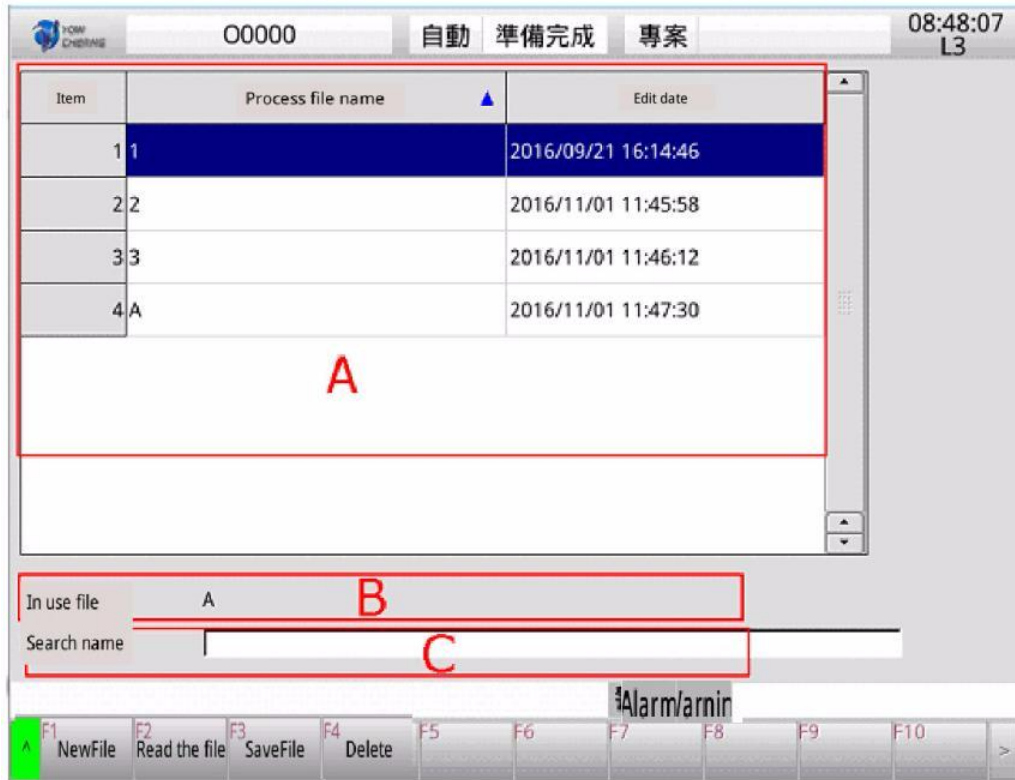 YOW CHERNG O0000 自動 準備完成 專案 08:48:07
L3
Item Process file name Edit date
1 1 2016/09/21 16:14:46
2 2 2016/11/01 11:45:58
3 3 2016/11/01 11:46:12
4 A 2016/11/01 11:47:30
A
In use file A B
Search name C
Alarm/arnin
F1 F2 F3 F4 F5 F6 F7 F8 F9 F10
^ NewFile Read the file SaveFile Delete >